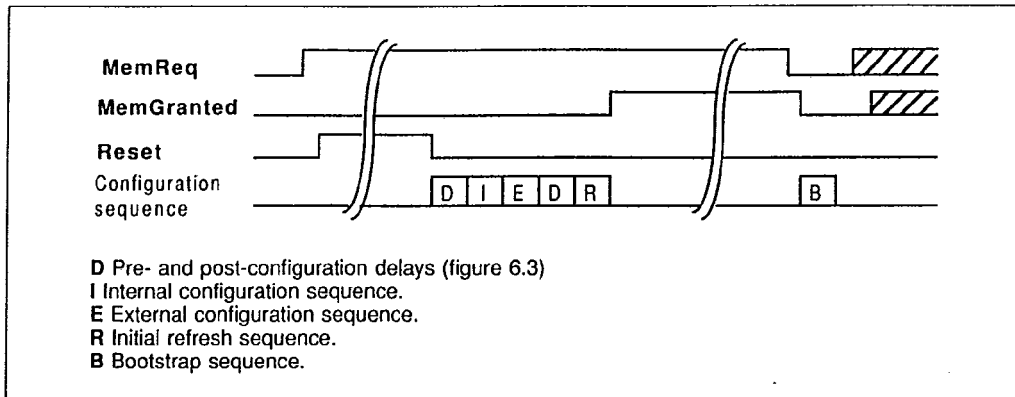 MemReq
MemGranted
Reset
Configuration
sequence
D I E D R B
D Pre- and post-configuration delays (figure 6.3)
I Internal configuration sequence.
E External configuration sequence.
R Initial refresh sequence.
B Bootstrap sequence.